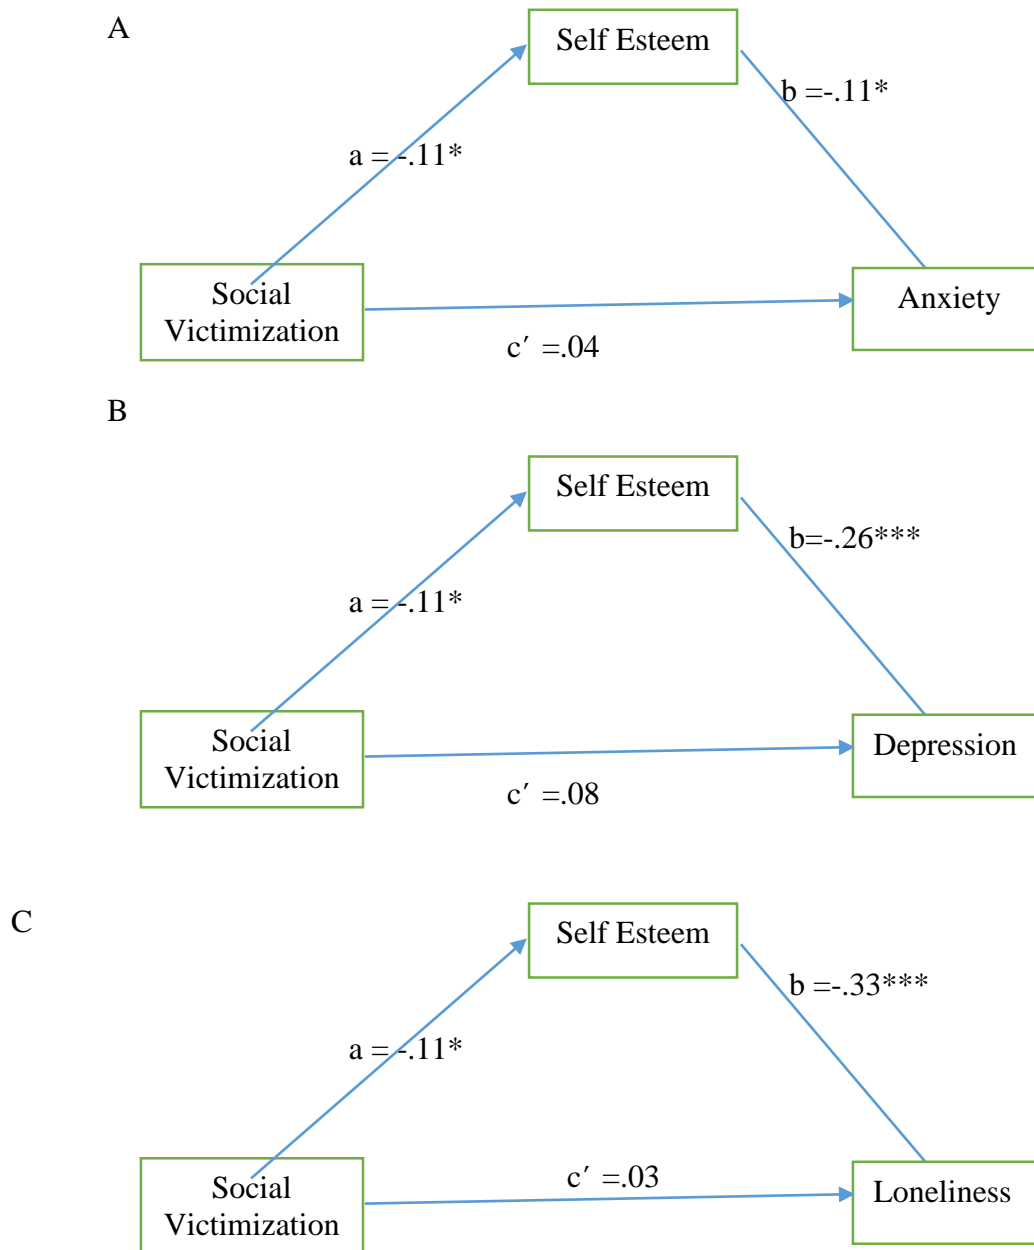 A
Self Esteem
b =-.11*
a = -.11*
Social
Victimization
Anxiety
c′ =.04
B
Self Esteem
b=-.26***
a = -.11*
Social
Victimization
Depression
c′ =.08
C
Self Esteem
b =-.33***
a = -.11*
c′ =.03
Social
Victimization
Loneliness